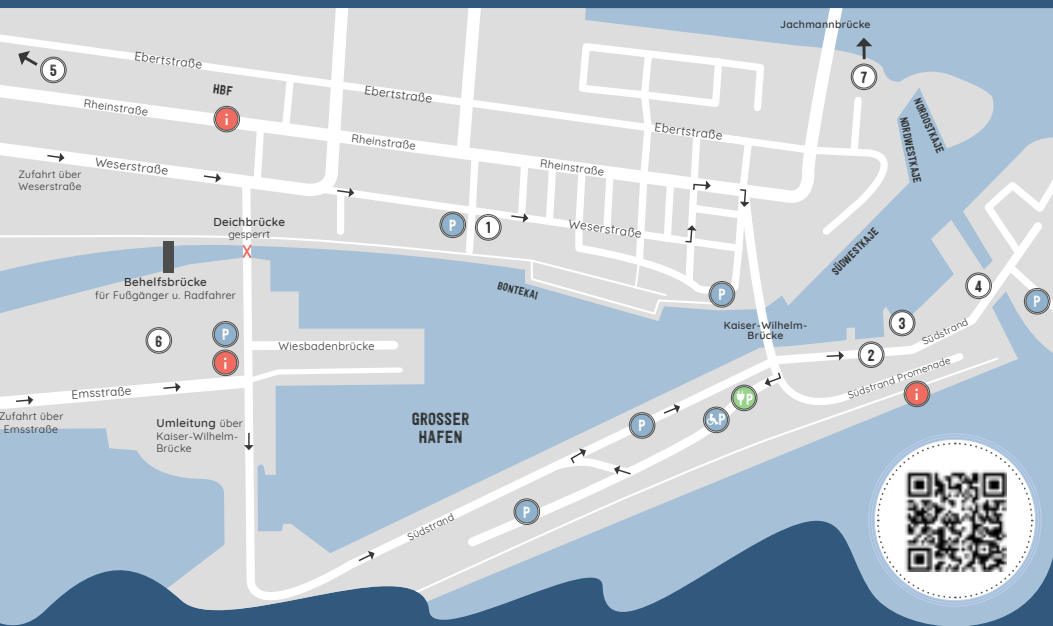 Jachmannbrücke
Ebertstraße
5
7
HBF
Ebertstraße
i
Rheinstraße
NORDOSTKAJE
NORDWESTKAJE
Ebertstraße
Rheinstraße
Rheinstraße
Weserstraße
Zufahrt über
Weserstraße
Deichbrücke
gesperrt
X
P
1
Weserstraße
SÜDWESTKAJE
Behelfsbrücke
für Fußgänger u. Radfahrer
BONTEKAI
P
4
P
Kaiser-Wilhelm-
Brücke
3
Südstrand
6
P
i
Wiesbadenbrücke
2
Südstrand Promenade
Emsstraße
i
P
Zufahrt über
Emsstraße
Umleitung über
Kaiser-Wilhelm-
Brücke
GROSSER
HAFEN
P
P
P
Südstrand